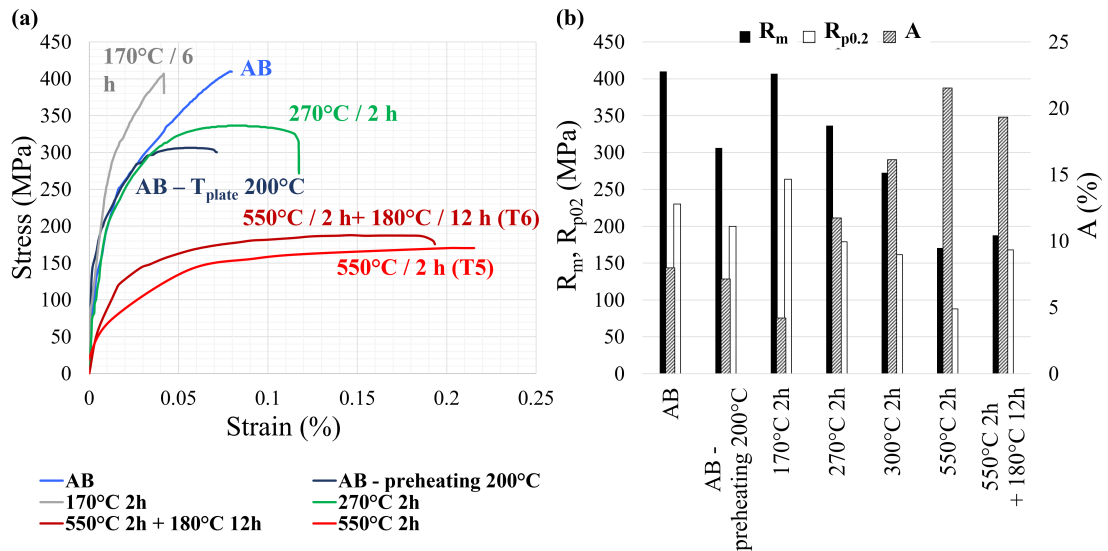 (a)
450
400
350
300
250
200
150
100
50
0
Stress (MPa)
170°C / 6
h
AB
270°C / 2 h
AB – Tplate 200°C
550°C / 2 h+ 180°C / 12 h (T6)
550°C / 2 h (T5)
0
0.05
0.1
0.15
0.2
0.25
Strain (%)
AB
AB - preheating 200°C
170°C 2h
270°C 2h
550°C 2h + 180°C 12h
550°C 2h
(b)
Rm
Rp0.2
A
450
400
350
300
250
200
150
100
50
0
Rm, Rp02 (MPa)
25
20
15
10
5
0
A (%)
AB
AB -
preheating 200°C
170°C 2h
270°C 2h
300°C 2h
550°C 2h
550°C 2h
+ 180°C 12h